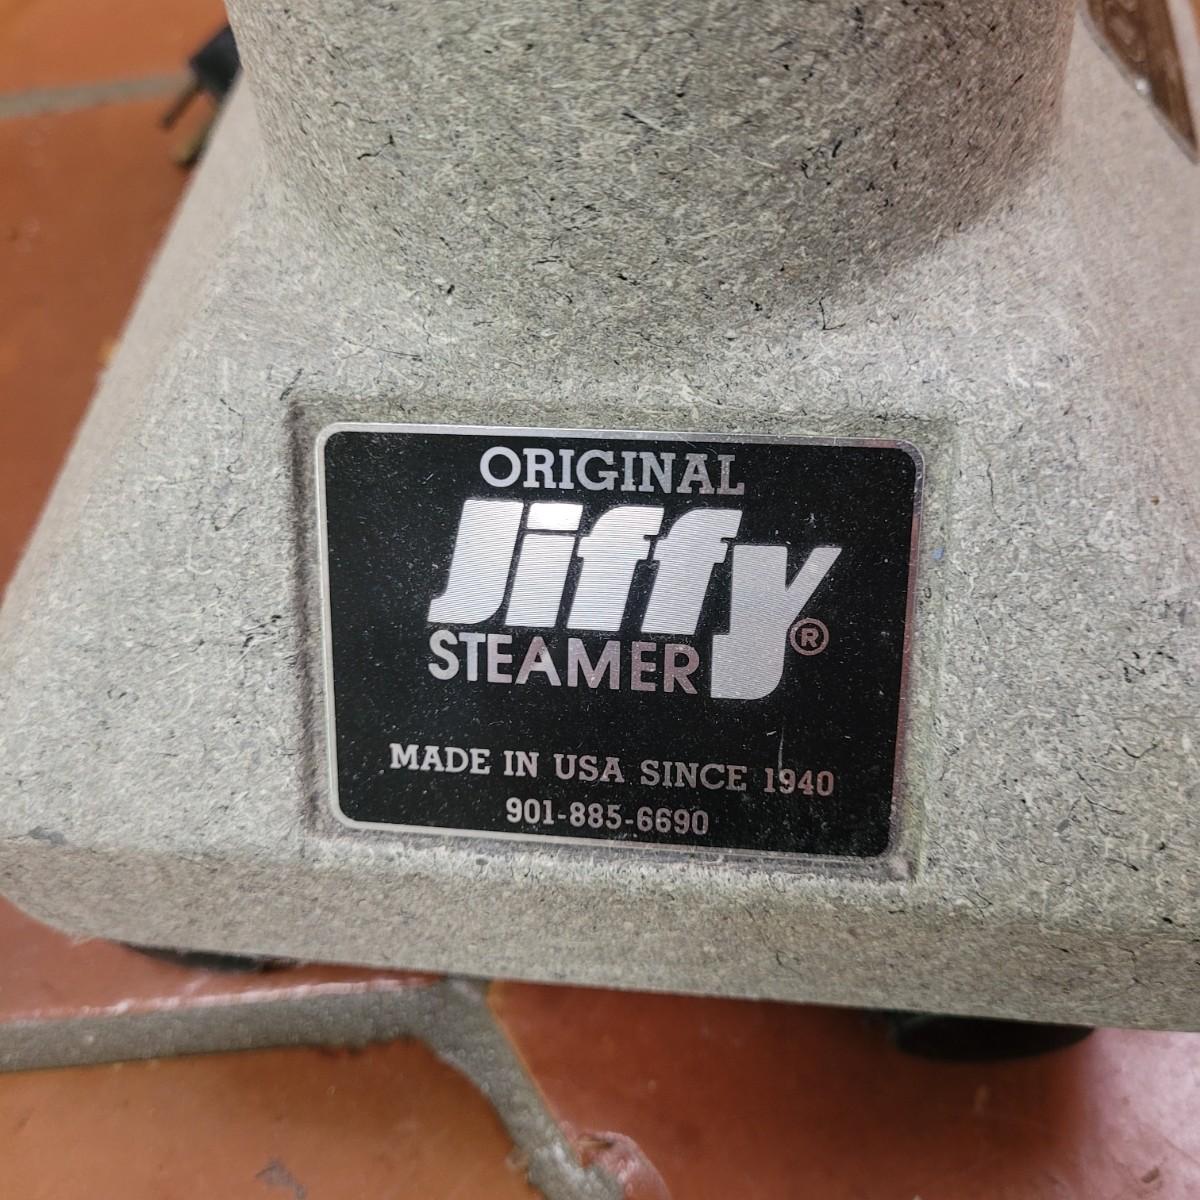 ORIGINAL
Jiffy®
STEAMER
MADE IN USA SINCE 1940
901-885-6690